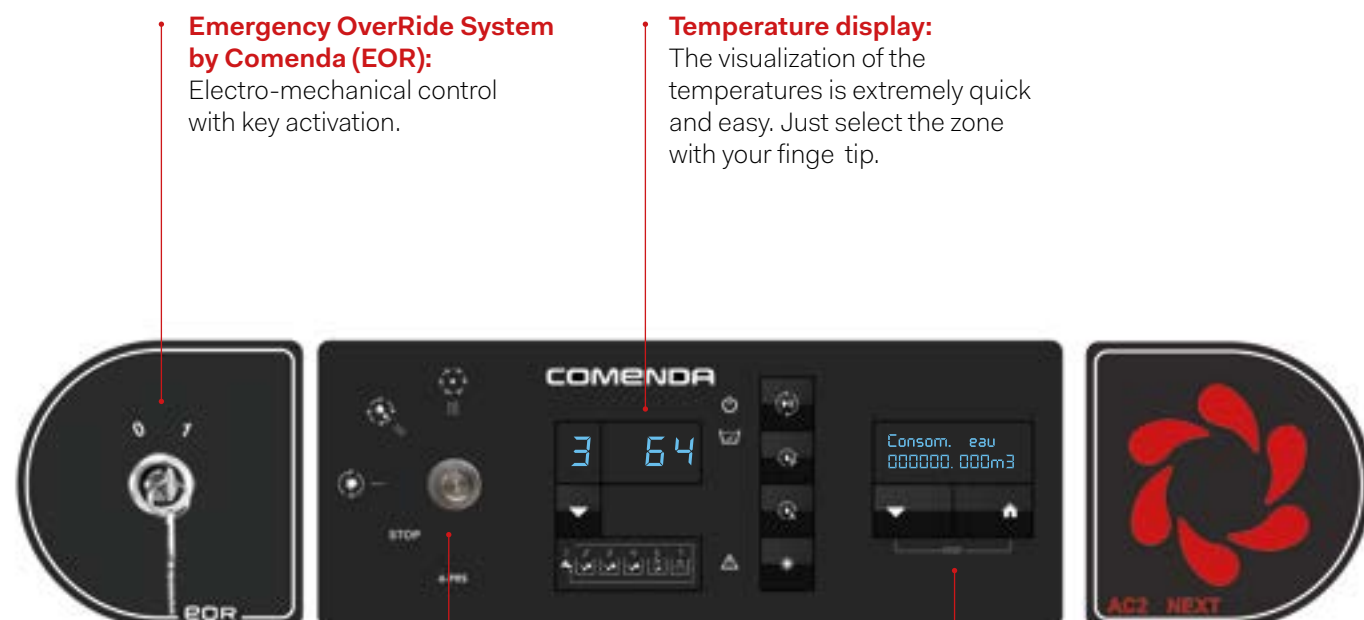 Emergency OverRide System
by Comenda (EOR):
Electro-mechanical control
with key activation.
Temperature display:
The visualization of the
temperatures is extremely quick
and easy. Just select the zone
with your finge tip.
0 1
STOP
eor
COMENDA
3 64
Consom. eau
000000.000m3
AC2 NEXT